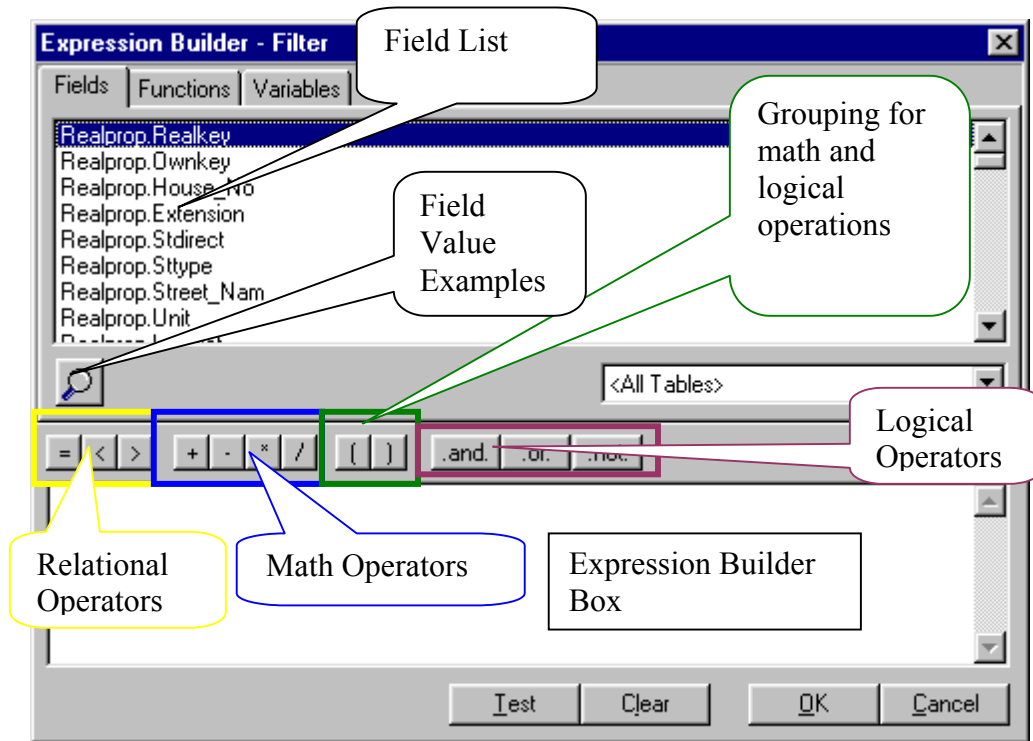 Expression Builder - Filter
Field List
Fields
Functions
Variables
Realprop.Realkey
Realprop.Ownkey
Realprop.House_No
Realprop.Extension
Realprop.Stdirect
Realprop.Sttype
Realprop.Street_Nam
Realprop.Unit
Field
Value
Examples
Grouping for
math and
logical
operations
<All Tables>
Logical
Operators
= < >
+ - * /
( )
.and. .or. .not.
Relational
Operators
Math Operators
Expression Builder
Box
Test
Clear
OK
Cancel